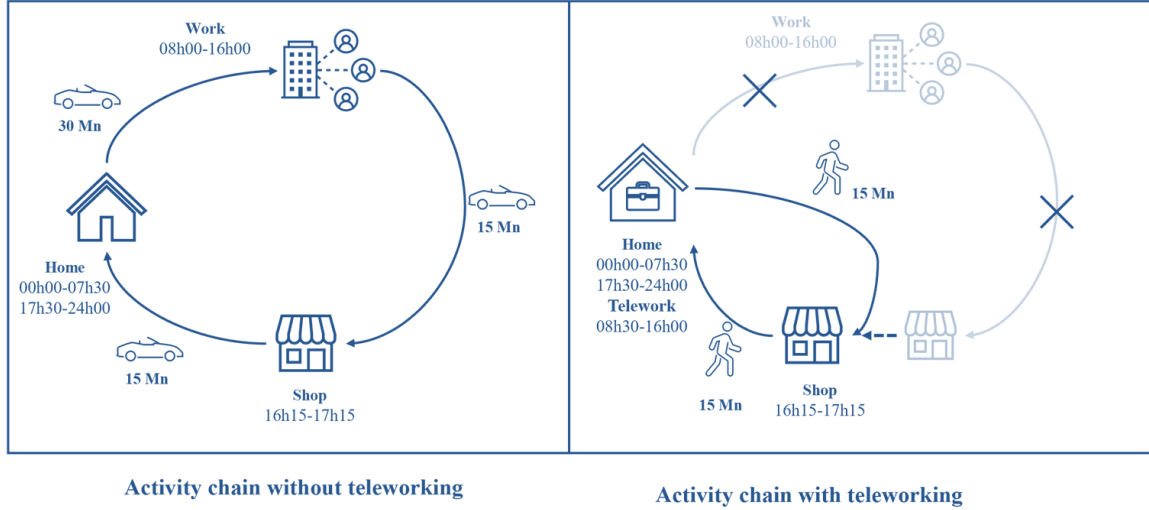 Work
08h00-16h00
30 Mn
15 Mn
Home
00h00-07h30
17h30-24h00
15 Mn
Shop
16h15-17h15
Activity chain without teleworking
Work
08h00-16h00
15 Mn
Home
00h00-07h30
17h30-24h00
Telework
08h30-16h00
15 Mn
Shop
16h15-17h15
Activity chain with teleworking